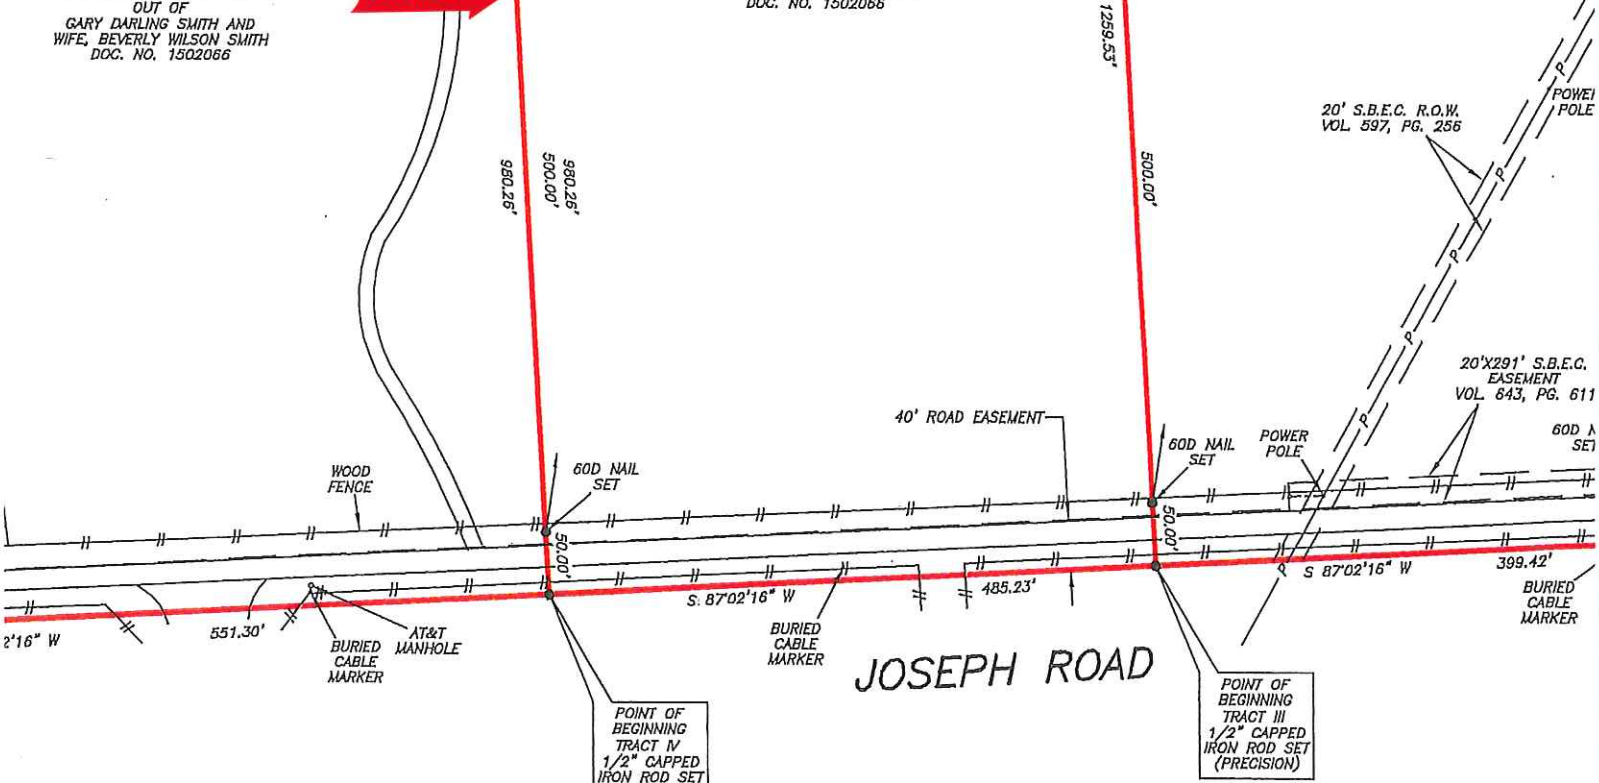 OUT OF
GARY DARLING SMITH AND
WIFE, BEVERLY WILSON SMITH
DOC. NO. 1502066
DOC. NO. 1502066
1259.53'
20' S.B.E.C. R.O.W.
VOL. 597, PG. 256
P
POWER
POLE
P
980.26'
500.00'
980.26'
500.00'
P
P
20'X291' S.B.E.C.
EASEMENT
VOL. 643, PG. 611
P
40' ROAD EASEMENT
60D NAIL
SET
POWER
POLE
60D N
SET
WOOD
FENCE
60D NAIL
SET
50.00'
50.00'
P
S 87°02'16" W
399.42'
485.23'
S. 87°02'16" W
2'16" W
551.30'
AT&T
MANHOLE
BURIED
CABLE
MARKER
BURIED
CABLE
MARKER
BURIED
CABLE
MARKER
JOSEPH ROAD
POINT OF
BEGINNING
TRACT IV
1/2" CAPPED
IRON ROD SET
POINT OF
BEGINNING
TRACT III
1/2" CAPPED
IRON ROD SET
(PRECISION)